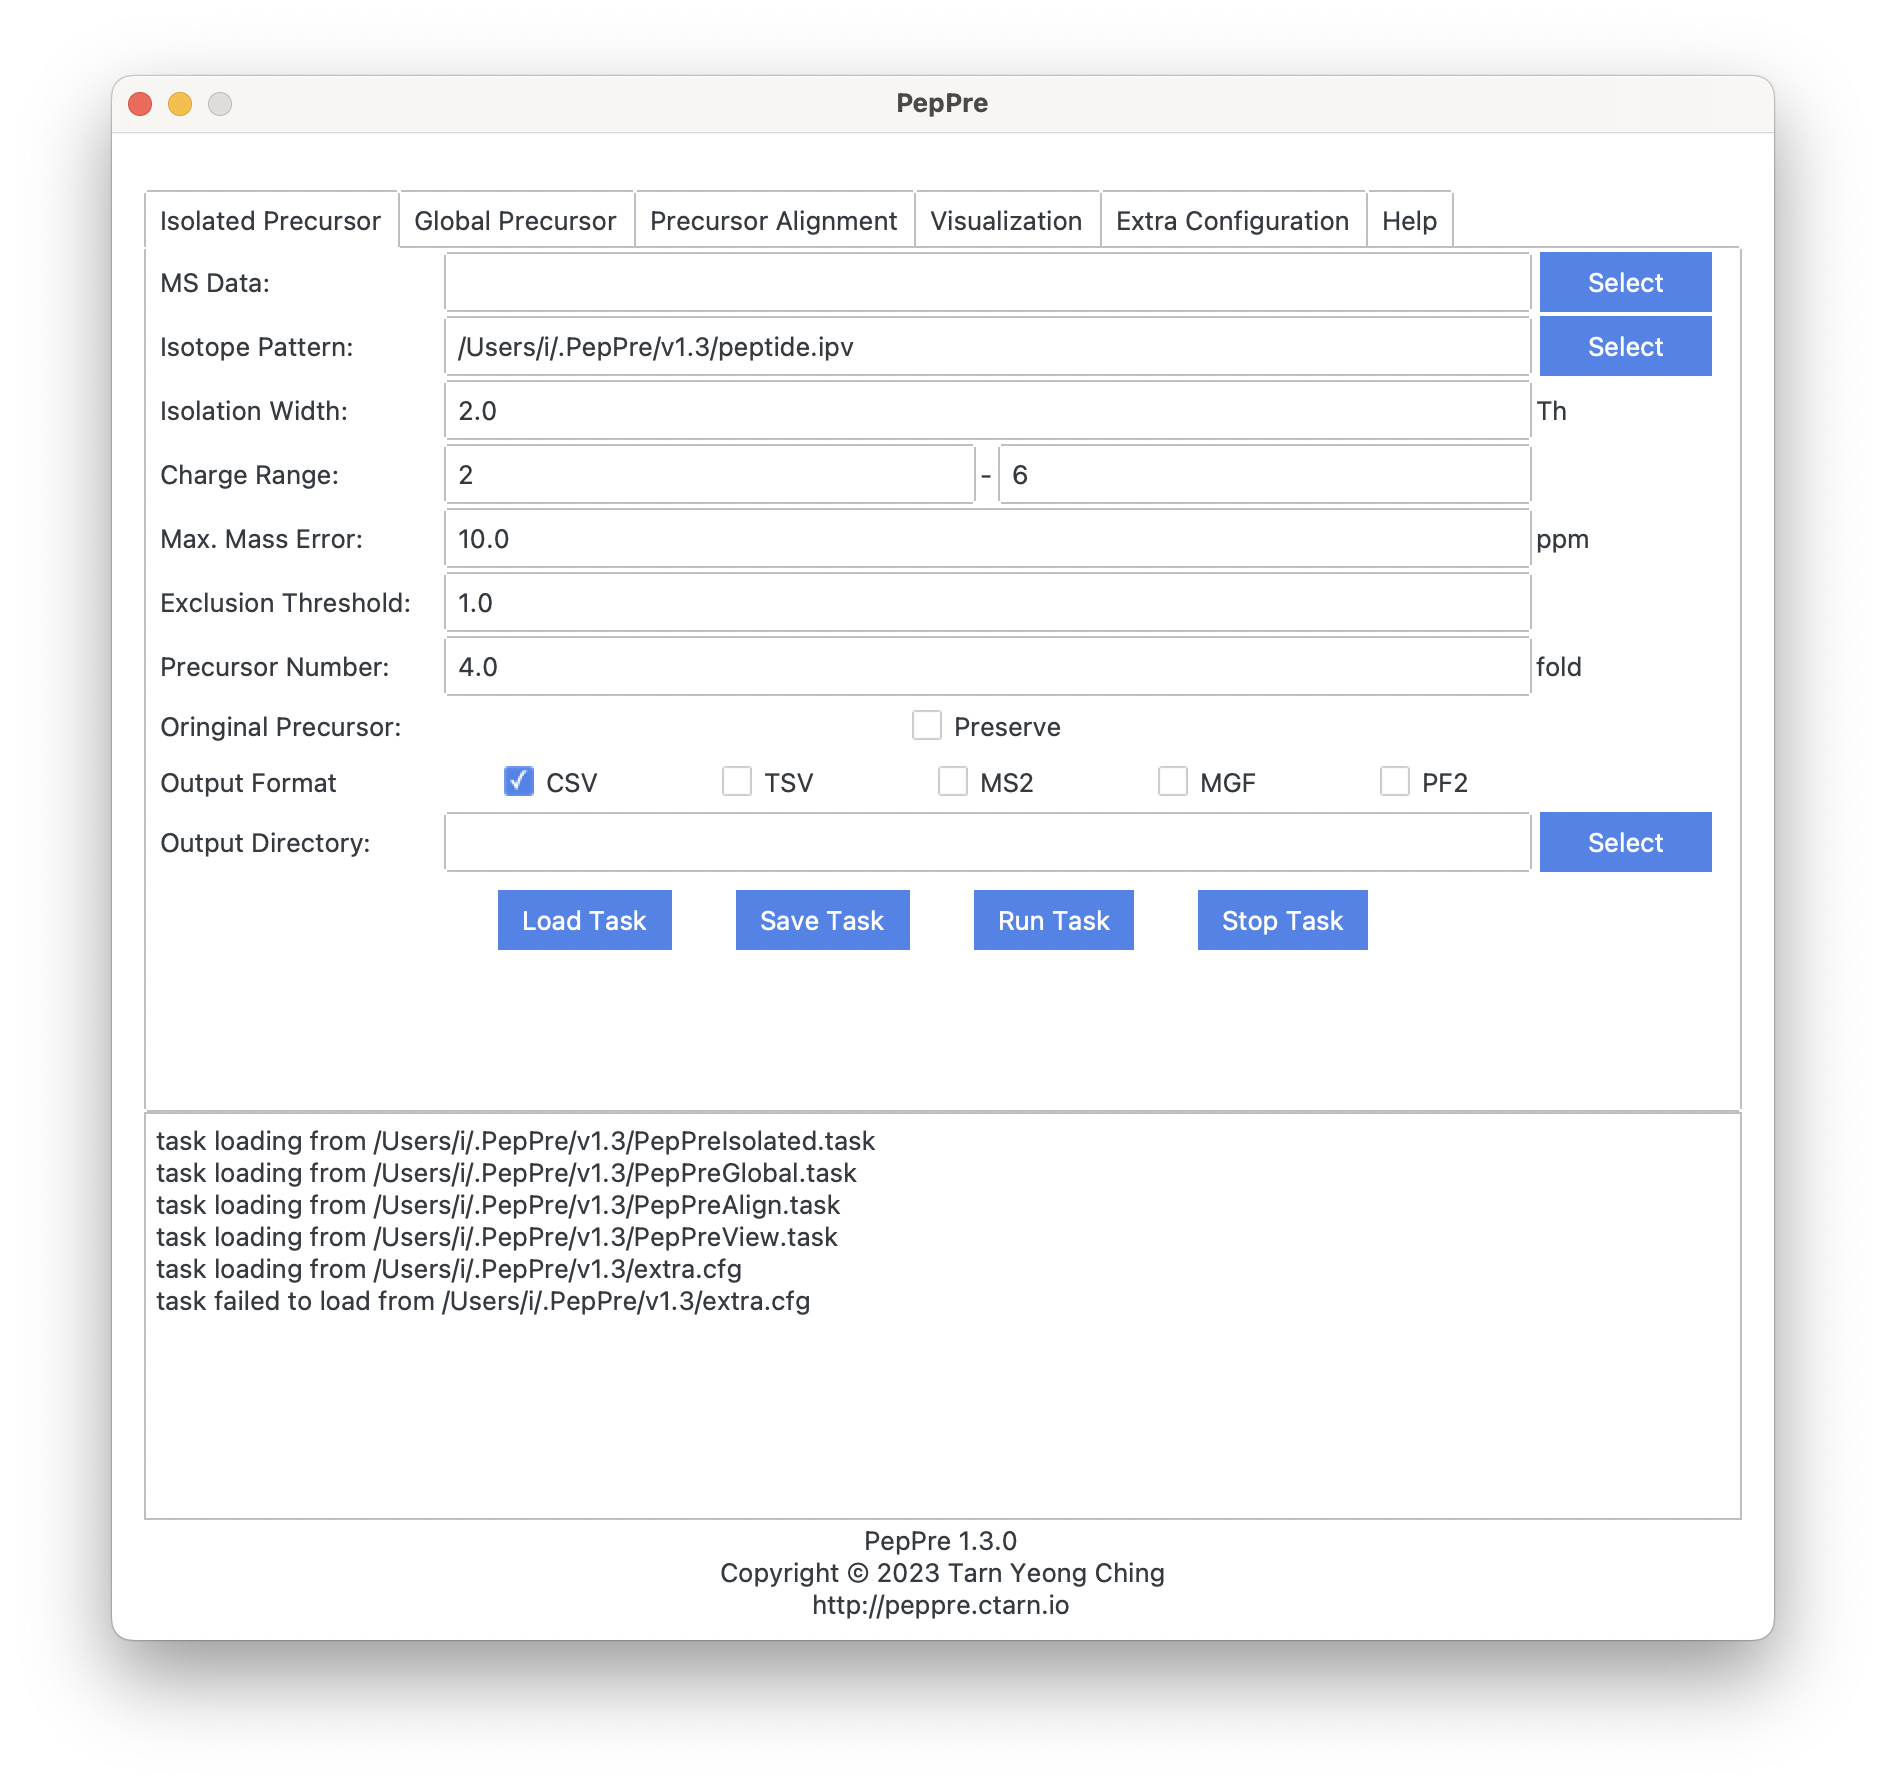 PepPre
Isolated Precursor Global Precursor Precursor Alignment Visualization Extra Configuration Help
MS Data: Select
Isotope Pattern: /Users/i/.PepPre/v1.3/peptide.ipv Select
Isolation Width: 2.0 Th
Charge Range: 2 - 6
Max. Mass Error: 10.0 ppm
Exclusion Threshold: 1.0
Precursor Number: 4.0 fold
Oringinal Precursor: Preserve
Output Format CSV TSV MS2 MGF PF2
Output Directory: Select
Load Task Save Task Run Task Stop Task
task loading from /Users/i/.PepPre/v1.3/PepPreIsolated.task
task loading from /Users/i/.PepPre/v1.3/PepPreGlobal.task
task loading from /Users/i/.PepPre/v1.3/PepPreAlign.task
task loading from /Users/i/.PepPre/v1.3/PepPreView.task
task loading from /Users/i/.PepPre/v1.3/extra.cfg
task failed to load from /Users/i/.PepPre/v1.3/extra.cfg
PepPre 1.3.0
Copyright © 2023 Tarn Yeong Ching
http://peppre.ctarn.io